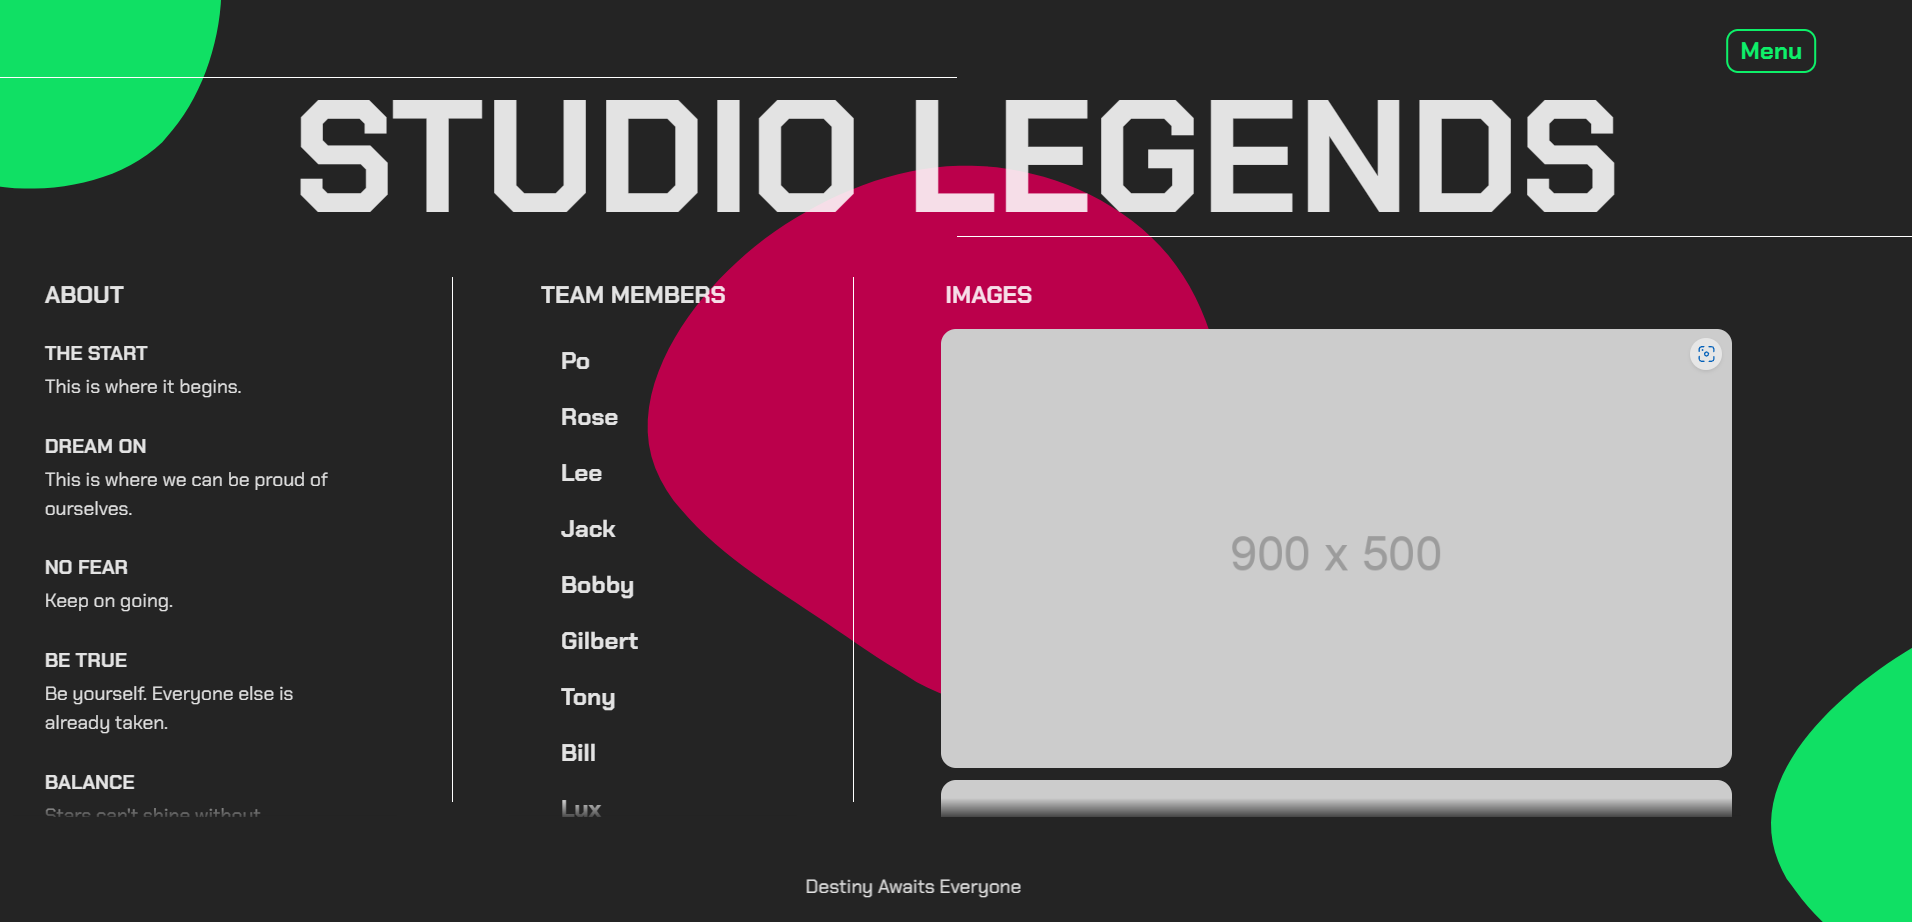 Menu
STUDIO LEGENDS
ABOUT
THE START
This is where it begins.
DREAM ON
This is where we can be proud of
ourselves.
NO FEAR
Keep on going.
BE TRUE
Be yourself. Everyone else is
already taken.
BALANCE
Stars can't shine without
TEAM MEMBERS
Po
Rose
Lee
Jack
Bobby
Gilbert
Tony
Bill
Lux
IMAGES
900 x 500
Destiny Awaits Everyone